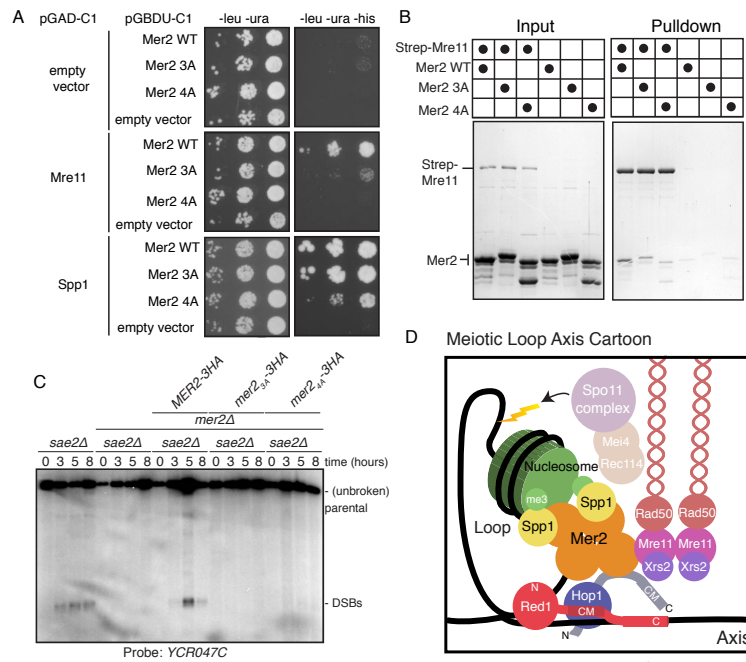 A
pGAD-C1 pGBDU-C1 -leu -ura -leu -ura -his
empty vector
Mer2 WT
Mer2 3A
Mer2 4A
empty vector
Mre11
Mer2 WT
Mer2 3A
Mer2 4A
empty vector
Spp1
Mer2 WT
Mer2 3A
Mer2 4A
empty vector
B
Input Pulldown
Strep-Mre11
Mer2 WT
Mer2 3A
Mer2 4A
Strep-
Mre11
Mer2
C
MER2-3HA mer23A-3HA mer24A-3HA
mer2Δ
sae2Δ sae2Δ sae2Δ sae2Δ sae2Δ
0 3 5 8 0 3 5 8 0 3 5 8 0 3 5 8 0 3 5 8 time (hours)
- (unbroken)
parental
- DSBs
Probe: YCR047C
D Meiotic Loop Axis Cartoon
Spo11
complex
Mei4
Rec114
Nucleosome
me3
Spp1
Spp1
Loop
Mer2
Rad50 Rad50
Mre11 Mre11
Xrs2 Xrs2
N
Red1
Hop1
CM
CM
C
C
N
Axis